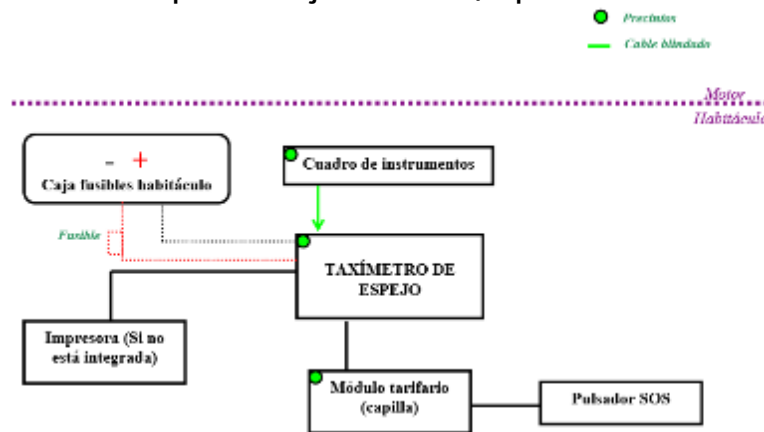 Precintos
Cable blindado
Motor
Habitáculo
- +
Caja fusibles habitáculo
Cuadro de instrumentos
Fusible
TAXÍMETRO DE
ESPEJO
Impresora (Si no
está integrada)
Módulo tarifario
(capilla)
Pulsador SOS